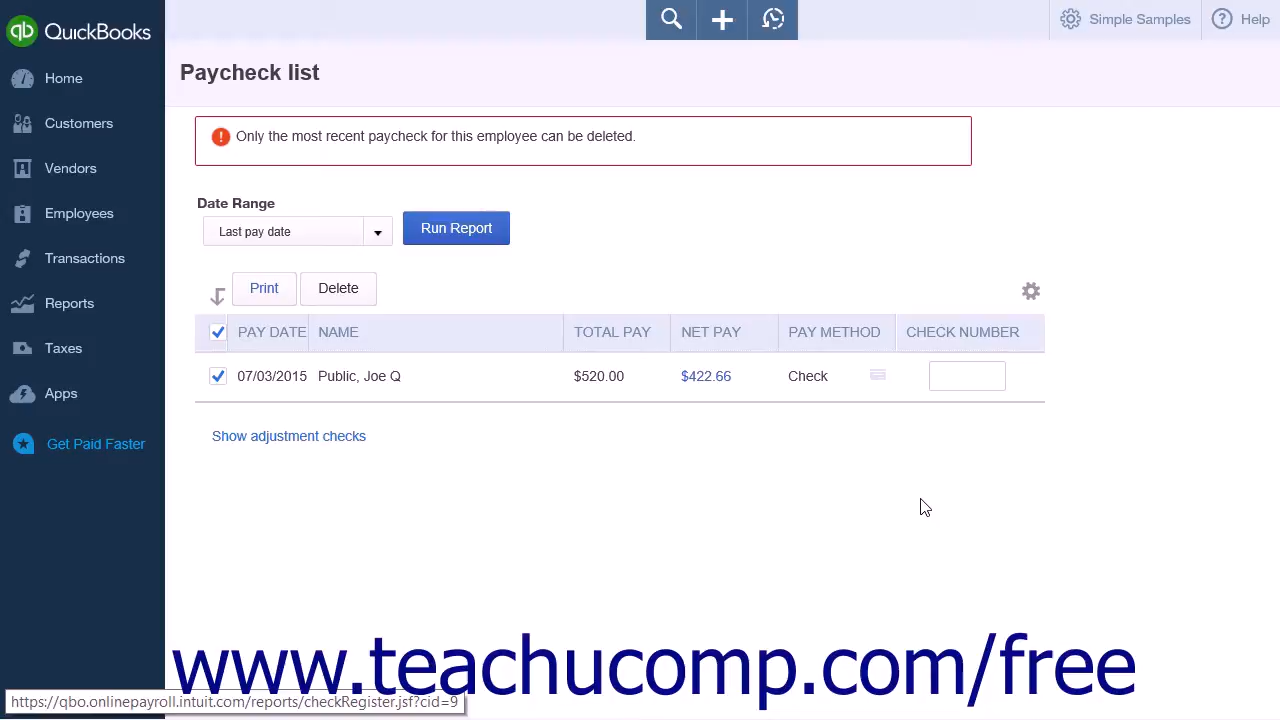 QuickBooks
Simple Samples
Help
Home
Customers
Vendors
Employees
Transactions
Reports
Taxes
Apps
Get Paid Faster
Paycheck list
Only the most recent paycheck for this employee can be deleted.
Date Range
Last pay date
Run Report
Print
Delete
PAY DATE NAME TOTAL PAY NET PAY PAY METHOD CHECK NUMBER
07/03/2015 Public, Joe Q $520.00 $422.66 Check
Show adjustment checks
www.teachucomp.com/free
https://qbo.onlinepayroll.intuit.com/reports/checkRegister.jsf?cid=9